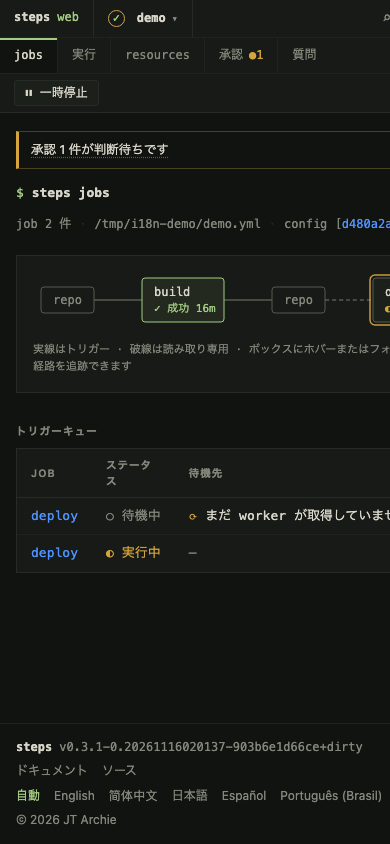 steps web ✓ demo ▾
jobs 実行 resources 承認 ●1 質問
⏸ 一時停止
承認 1 件が判断待ちです
$ steps jobs
job 2 件 · /tmp/i18n-demo/demo.yml · config [d480a2a
repo
build
✓ 成功 16m
repo
実線はトリガー · 破線は読み取り専用 · ボックスにホバーまたはフォ
経路を追跡できます
トリガーキュー
JOB ステータス 待機先
deploy ○ 待機中 ⟳ まだ worker が取得していませ
deploy ◐ 実行中 —
steps v0.3.1-0.20261116020137-903b6e1d66ce+dirty
ドキュメント ソース
自動 English 简体中文 日本語 Español Português (Brasil)
© 2026 JT Archie